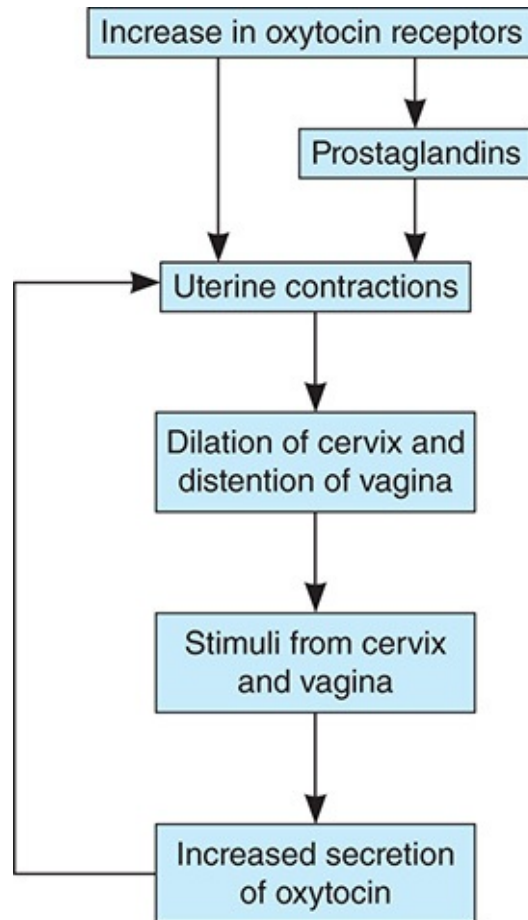 Increase in oxytocin receptors
Prostaglandins
Uterine contractions
Dilation of cervix and
distention of vagina
Stimuli from cervix
and vagina
Increased secretion
of oxytocin